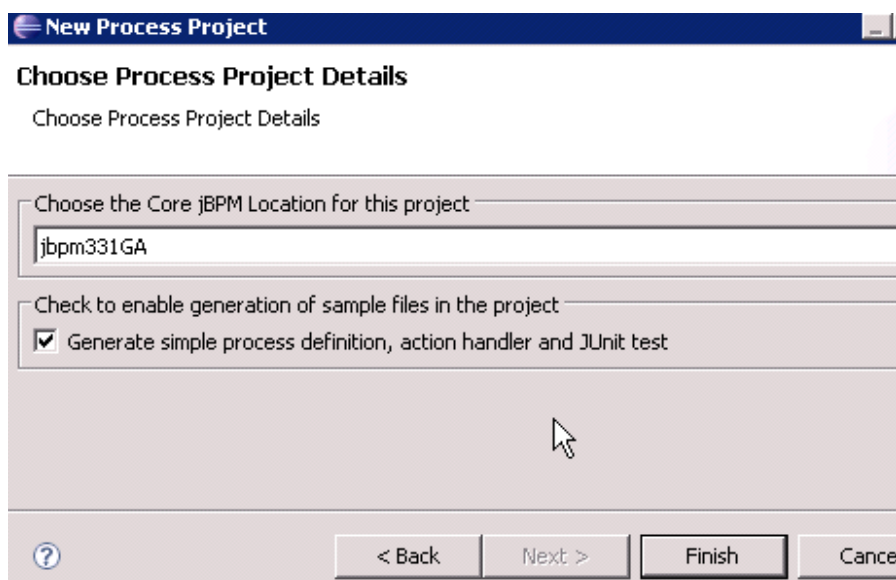 New Process Project
Choose Process Project Details
Choose Process Project Details
Choose the Core jBPM Location for this project
jbpm331GA
Check to enable generation of sample files in the project
Generate simple process definition, action handler and JUnit test
? < Back Next > Finish Cance